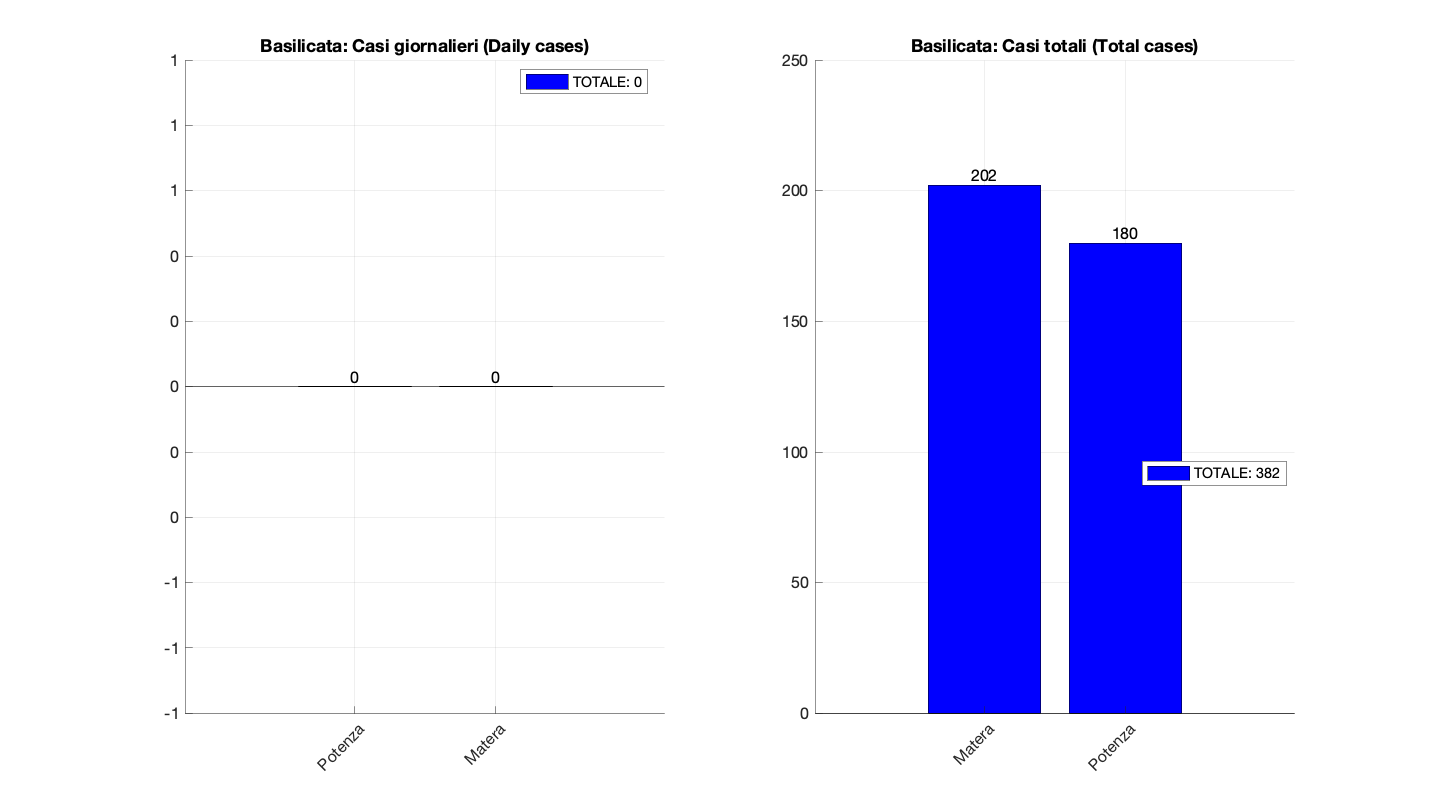 Basilicata: Casi giornalieri (Daily cases)
1
1
1
0
0
0
0
0
-1
-1
-1
TOTALE: 0
0
0
Potenza
Matera
Basilicata: Casi totali (Total cases)
250
200
150
100
50
0
202
180
TOTALE: 382
Matera
Potenza